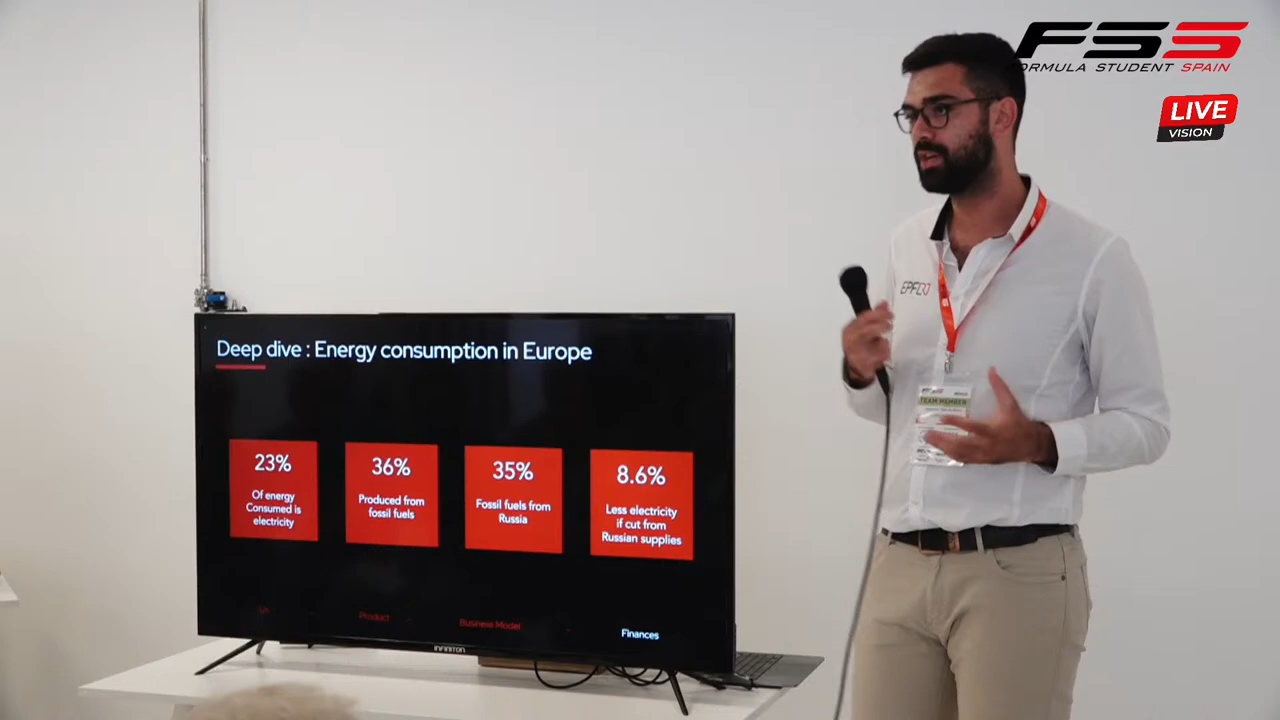 FSS
FORMULA STUDENT SPAIN
LIVE
VISION
EPFL
TEAM MEMBER
Deep dive : Energy consumption in Europe
23%
Of energy
Consumed is
electricity
36%
Produced from
fossil fuels
35%
Fossil fuels from
Russia
8.6%
Less electricity
if cut from
Russian supplies
Product
Business Model
Finances
INFINITON